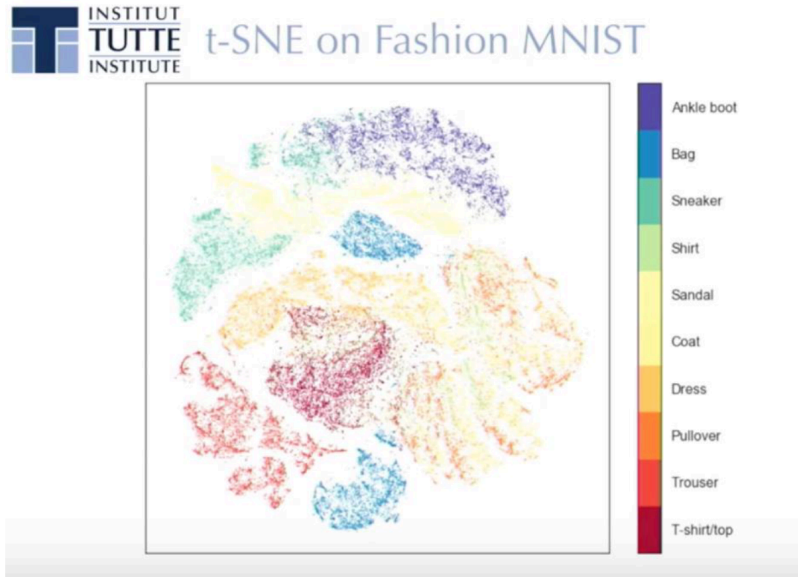 INSTITUT
TUTTE
INSTITUTE
t-SNE on Fashion MNIST
Ankle boot
Bag
Sneaker
Shirt
Sandal
Coat
Dress
Pullover
Trouser
T-shirt/top